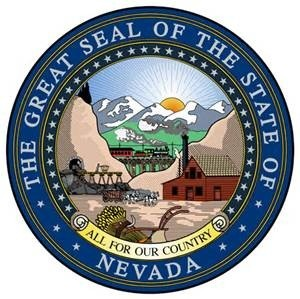 THE GREAT SEAL OF THE STATE OF
NEVADA
ALL FOR OUR COUNTRY